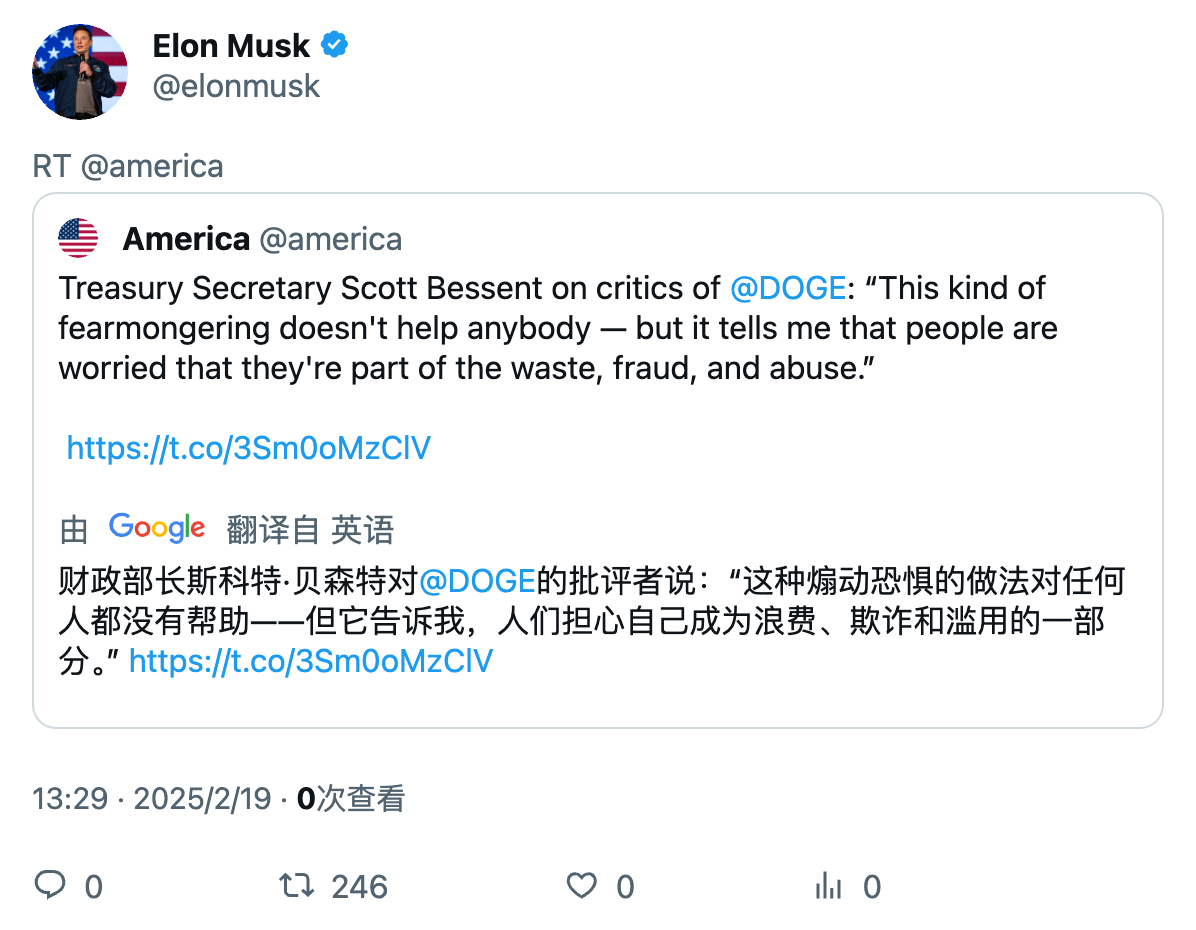 Elon Musk
@elonmusk
RT @america
America @america
Treasury Secretary Scott Bessent on critics of @DOGE: “This kind of
fearmongering doesn't help anybody — but it tells me that people are
worried that they're part of the waste, fraud, and abuse.”
https://t.co/3Sm0oMzClV
由 Google 翻译自 英语
财政部长斯科特·贝森特对@DOGE的批评者说：“这种煽动恐惧的做法对任何
人都没有帮助——但它告诉我，人们担心自己成为浪费、欺诈和滥用的一部
分。” https://t.co/3Sm0oMzClV
13:29 · 2025/2/19 · 0次查看
0 246 0 0